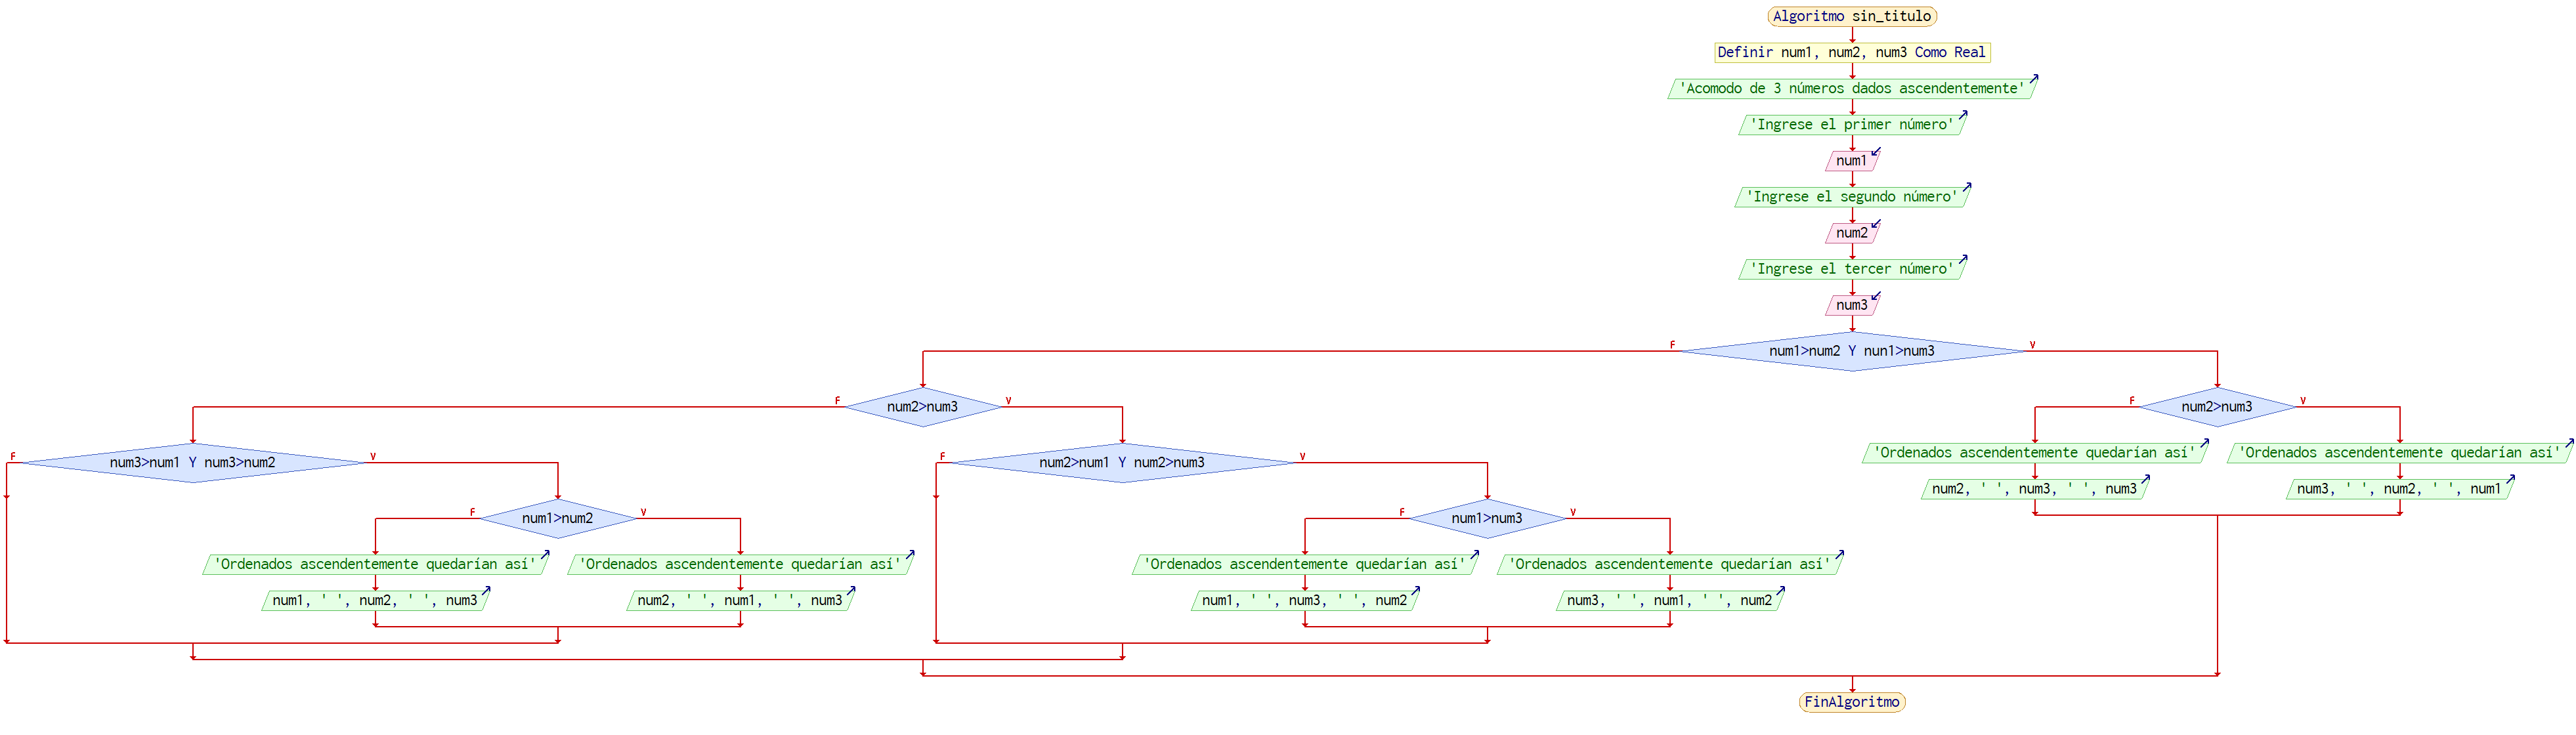 Algoritmo sin_titulo
Definir num1, num2, num3 Como Real
'Acomodo de 3 números dados ascendentemente'
'Ingrese el primer número'
num1
'Ingrese el segundo número'
num2
'Ingrese el tercer número'
num3
F
num1>num2 Y nun1>num3
V
F
num2>num3
V
F
num2>num3
V
F
num3>num1 Y num3>num2
V
F
num2>num1 Y num2>num3
V
'Ordenados ascendentemente quedarían así'
'Ordenados ascendentemente quedarían así'
num2, ' ', num3, ' ', num3
num3, ' ', num2, ' ', num1
F
num1>num2
V
F
num1>num3
V
'Ordenados ascendentemente quedarían así'
'Ordenados ascendentemente quedarían así'
'Ordenados ascendentemente quedarían así'
'Ordenados ascendentemente quedarían así'
num1, ' ', num2, ' ', num3
num2, ' ', num1, ' ', num3
num1, ' ', num3, ' ', num2
num3, ' ', num1, ' ', num2
FinAlgoritmo